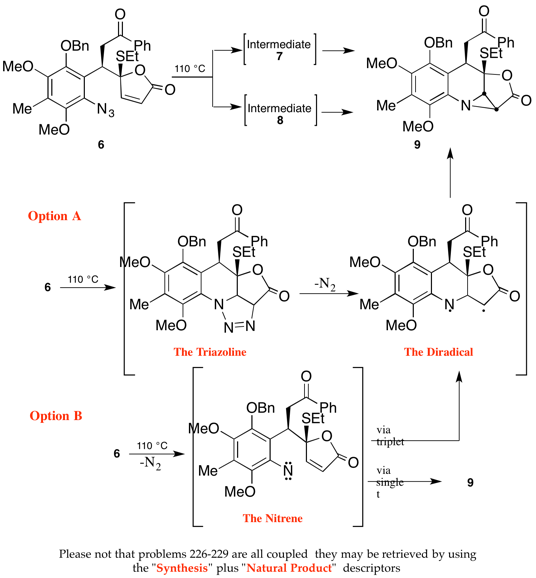 O
OBn
Ph
SEt
MeO
O
O
Me
N3
MeO
6
110 °C
Intermediate
7
Intermediate
8
O
OBn
Ph
SEt
MeO
O
O
Me
N
MeO
9
Option A
6
110 °C
O
OBn
Ph
SEt
MeO
O
O
Me
N
MeO
N=N
The Triazoline
-N2
O
OBn
Ph
SEt
MeO
O
O
Me
N
MeO
The Diradical
Option B
6
110 °C
-N2
O
OBn
Ph
SEt
MeO
O
O
Me
N
MeO
The Nitrene
via
triplet
via
single
t
9
Please not that problems 226-229 are all coupled they may be retrieved by using
the "Synthesis" plus "Natural Product" descriptors